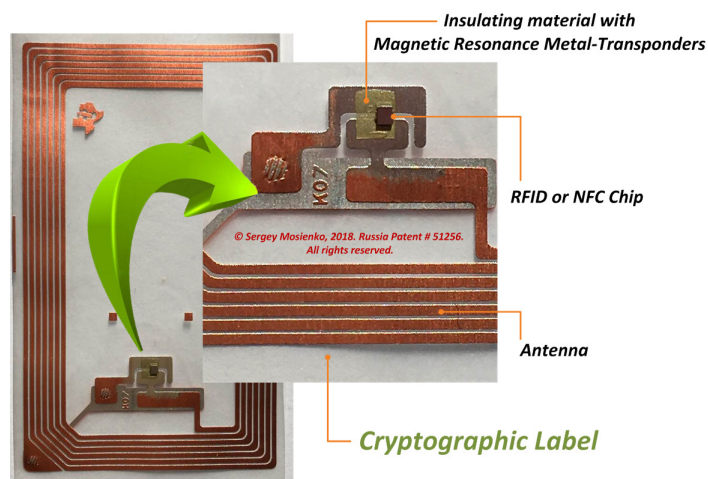 Insulating material with
Magnetic Resonance Metal-Transponders
RFID or NFC Chip
K07
© Sergey Mosienko, 2018. Russia Patent # 51256.
All rights reserved.
Antenna
K07
Cryptographic Label